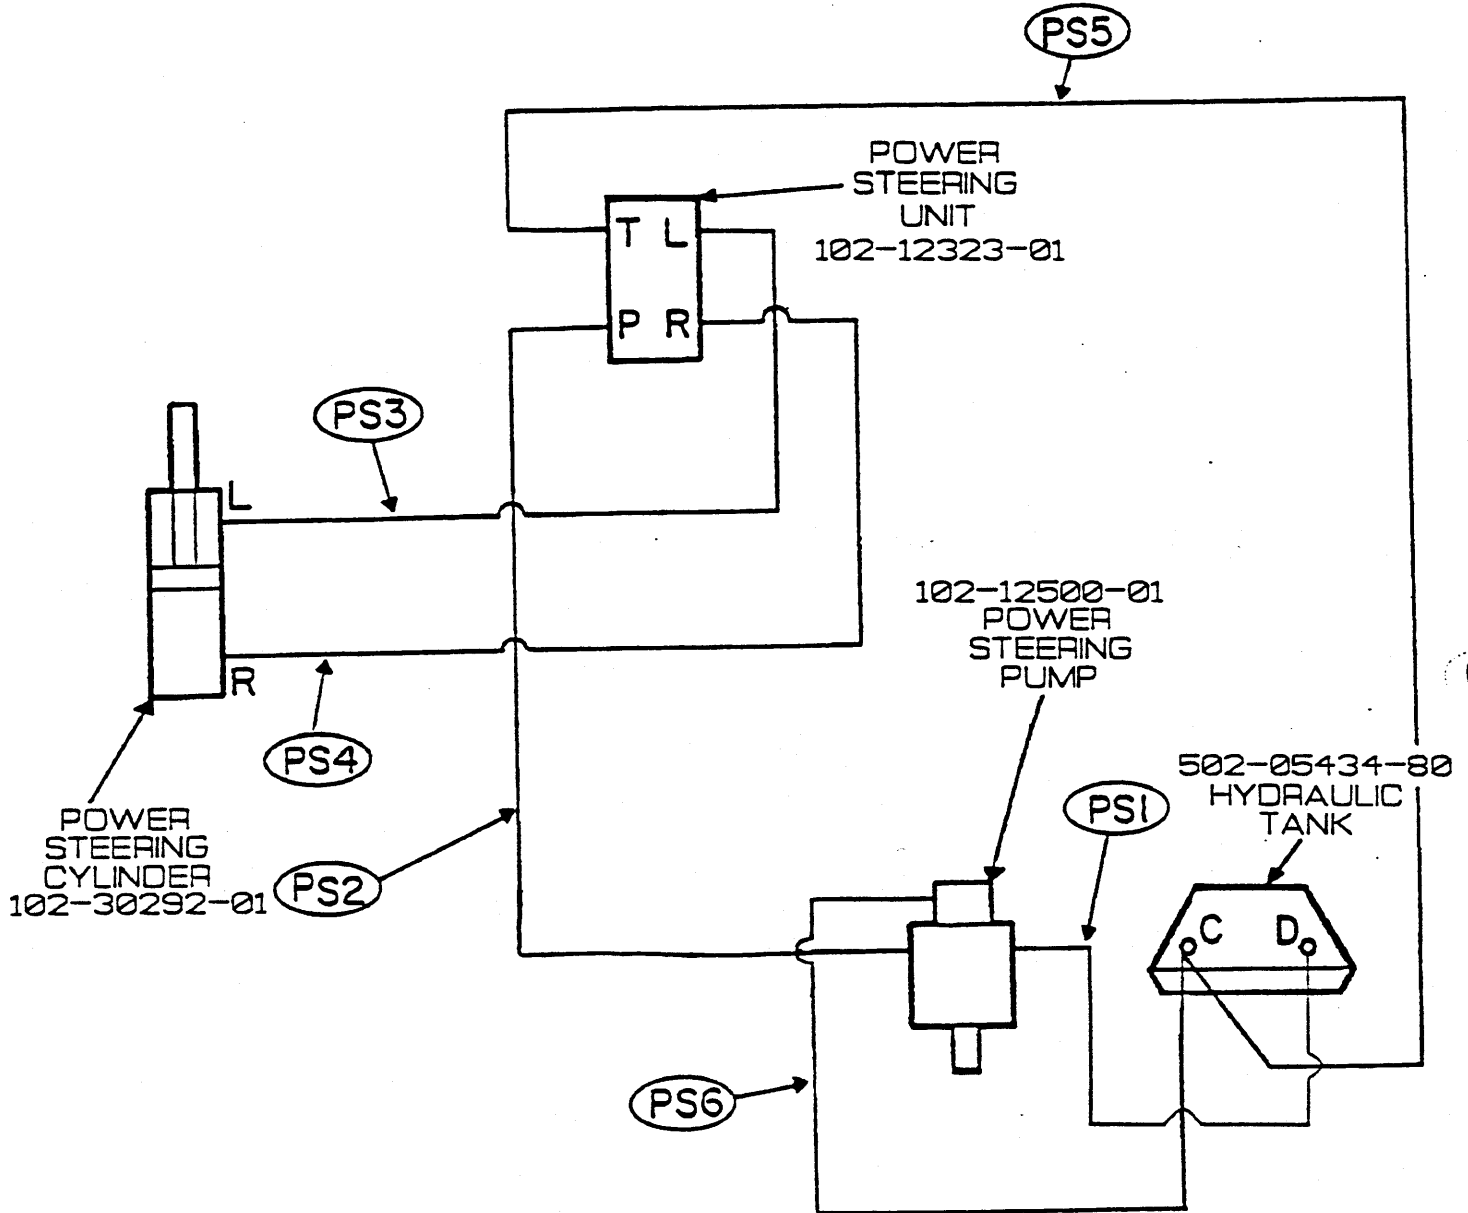 PS5
POWER
STEERING
UNIT
102-12323-01
T L
P R
PS3
L
R
PS4
POWER
STEERING
CYLINDER
102-30292-01
PS2
102-12500-01
POWER
STEERING
PUMP
PS1
502-05434-80
HYDRAULIC
TANK
C D
PS6